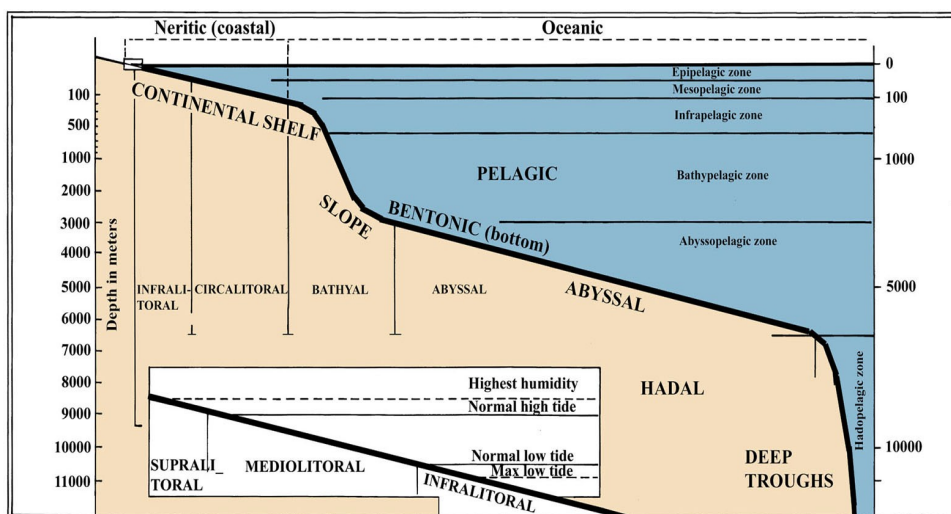 Neritic (coastal)
Oceanic
0
Epipelagic zone
Mesopelagic zone
100
100
CONTINENTAL SHELF
Infrapelagic zone
500
1000
1000
PELAGIC
Bathypelagic zone
2000
SLOPE
BENTONIC (bottom)
3000
Abyssopelagic zone
4000
Depth in meters
INFRALI-
TORAL
CIRCALITORAL
BATHYAL
ABYSSAL
ABYSSAL
5000
5000
6000
7000
Hadopelagic zone
8000
Highest humidity
HADAL
Normal high tide
9000
Normal low tide
10000
10000
SUPRALI_
TORAL
MEDIOLITORAL
Max low tide
DEEP
TROUGHS
INFRALITORAL
11000